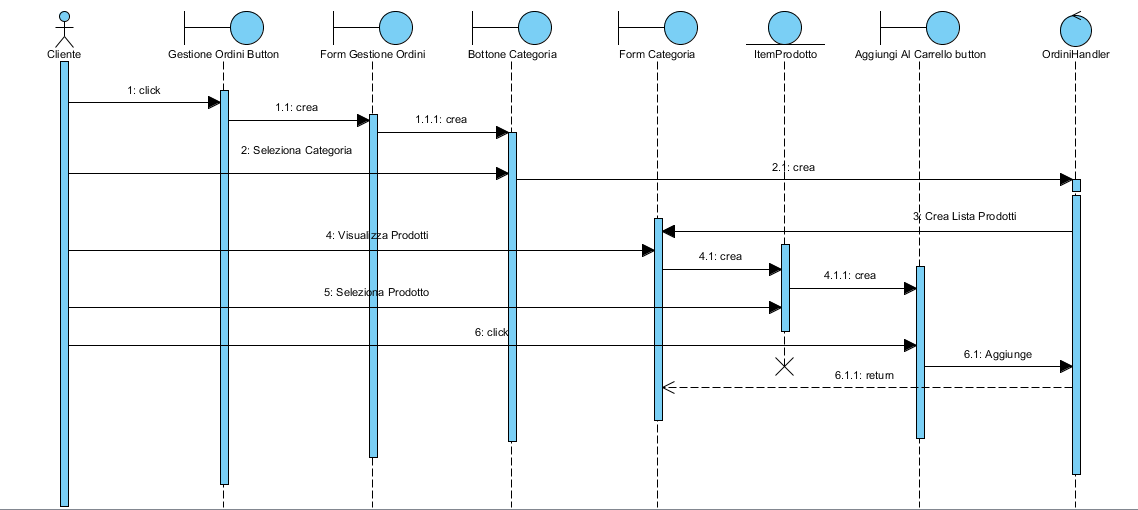 Cliente
Gestione Ordini Button
Form Gestione Ordini
Bottone Categoria
Form Categoria
ItemProdotto
Aggiungi Al Carrello button
OrdiniHandler
1: click
1.1: crea
1.1.1: crea
2: Seleziona Categoria
2.1: crea
3: Crea Lista Prodotti
4: Visualizza Prodotti
4.1: crea
4.1.1: crea
5: Seleziona Prodotto
6: click
6.1: Aggiunge
6.1.1: return